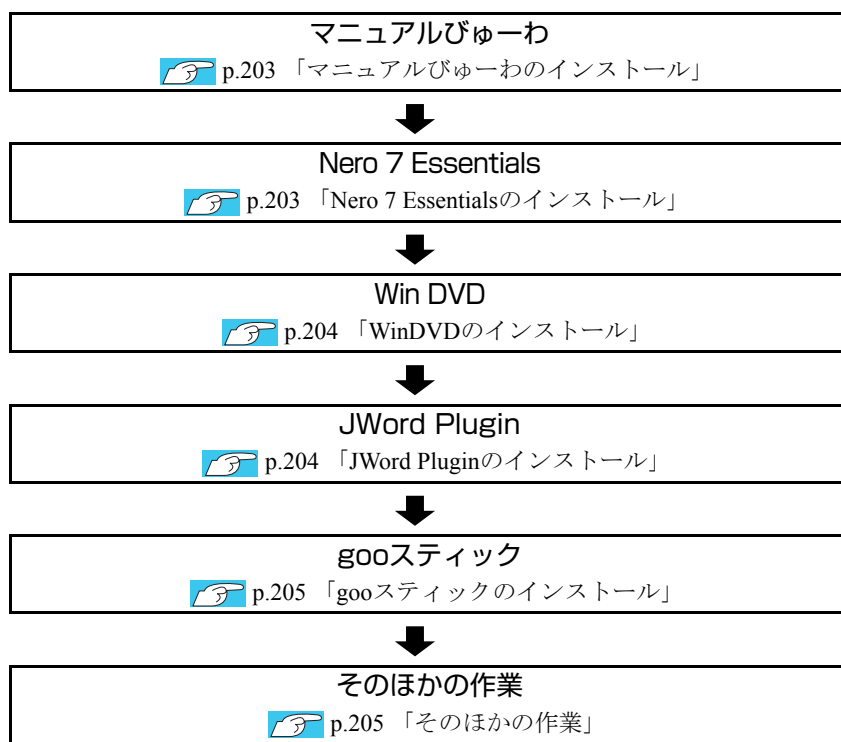 マニュアルびゅーわ
p.203 「マニュアルびゅーわのインストール」
Nero 7 Essentials
p.203 「Nero 7 Essentialsのインストール」
Win DVD
p.204 「WinDVDのインストール」
JWord Plugin
p.204 「JWord Pluginのインストール」
gooスティック
p.205 「gooスティックのインストール」
そのほかの作業
p.205 「そのほかの作業」